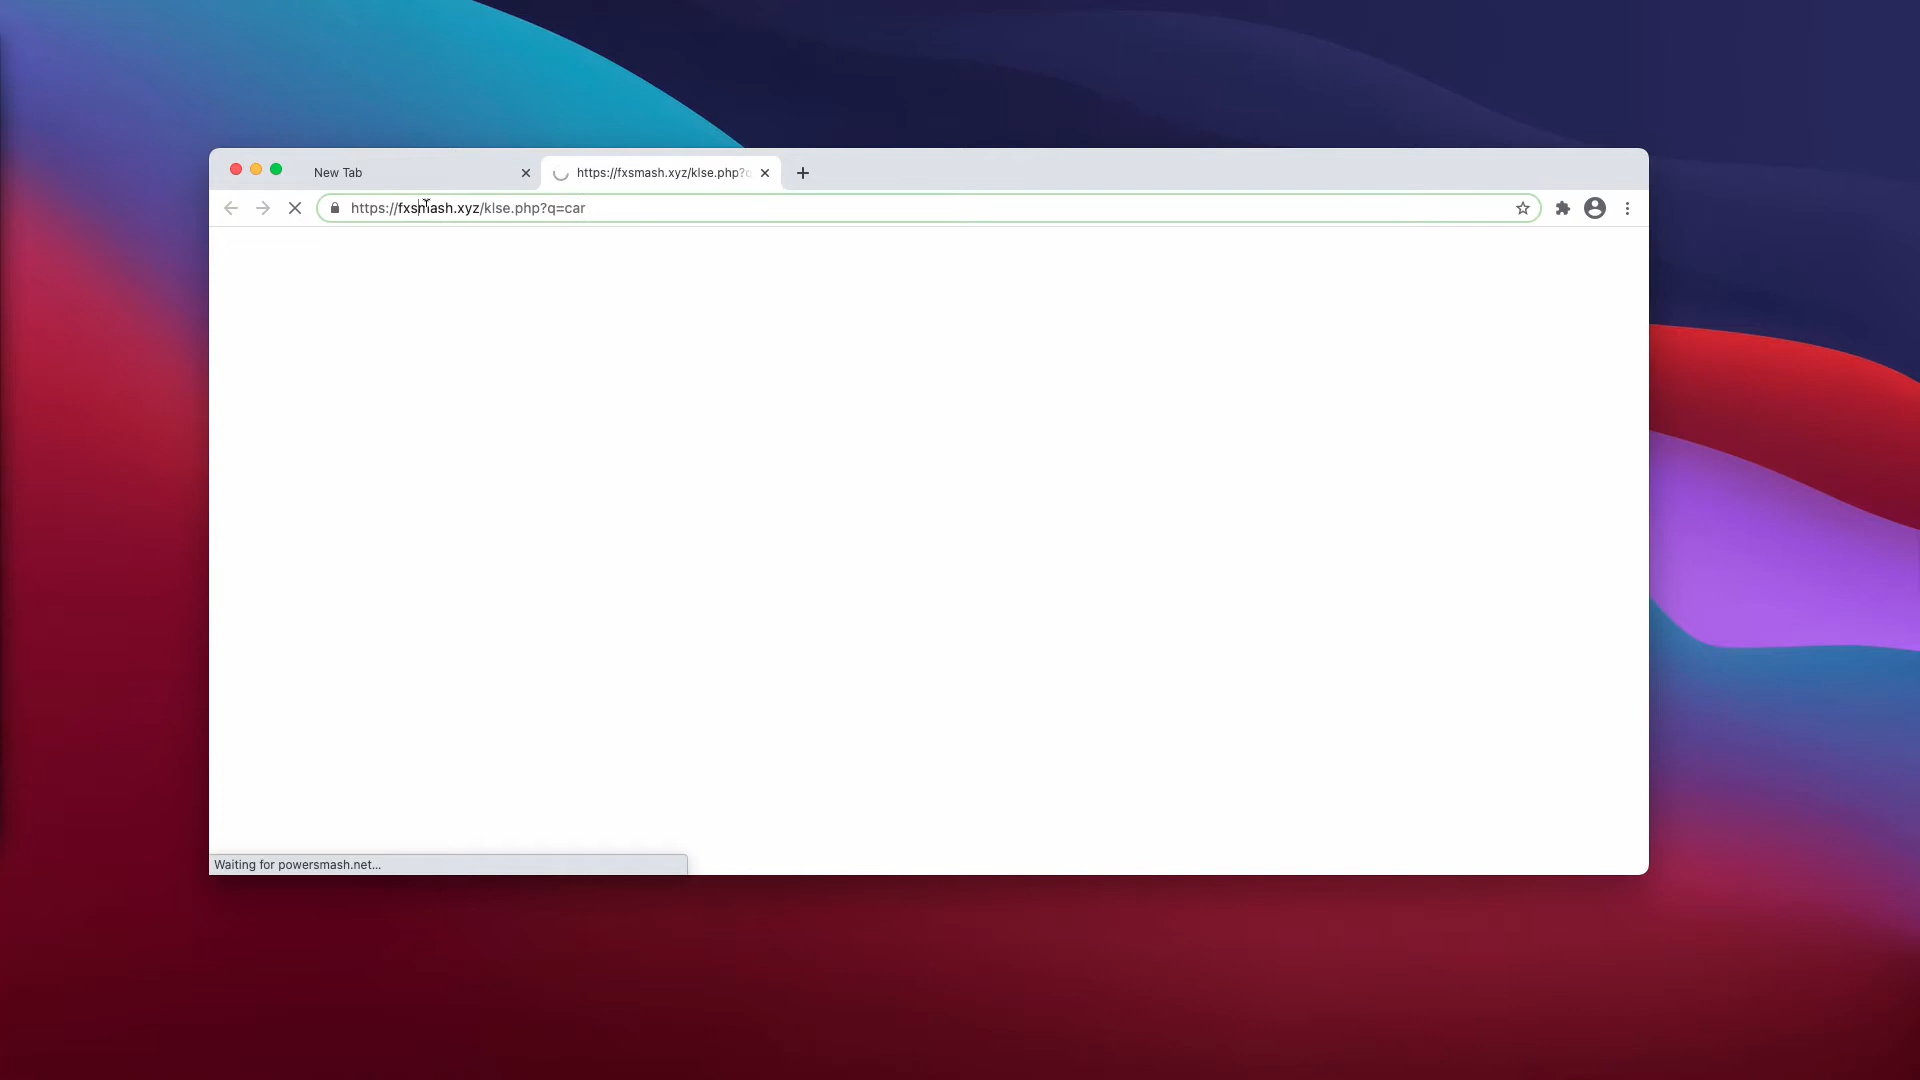 New Tab
https://fxsmash.xyz/klse.php?q
https://fxsmash.xyz/klse.php?q=car
Waiting for powersmash.net...